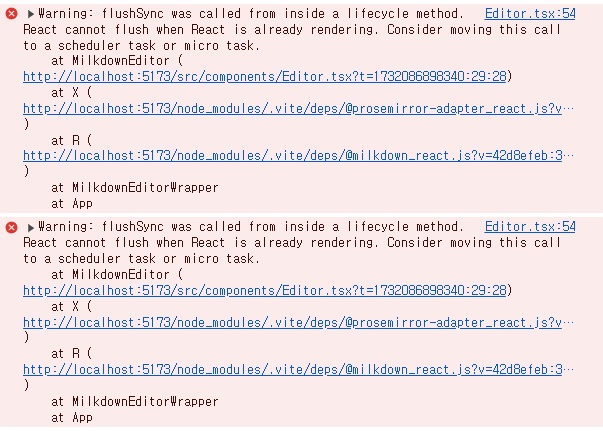 ▶Warning: flushSync was called from inside a lifecycle method. Editor.tsx:54
React cannot flush when React is already rendering. Consider moving this call
to a scheduler task or micro task.
at MilkdownEditor (
http://localhost:5173/src/components/Editor.tsx?t=1732086898340:29:28)
at X (
http://localhost:5173/node_modules/.vite/deps/@prosemirror-adapter_react.js?v…
)
at R (
http://localhost:5173/node_modules/.vite/deps/@milkdown_react.js?v=42d8efeb:3…
)
at MilkdownEditorWrapper
at App
▶Warning: flushSync was called from inside a lifecycle method. Editor.tsx:54
React cannot flush when React is already rendering. Consider moving this call
to a scheduler task or micro task.
at MilkdownEditor (
http://localhost:5173/src/components/Editor.tsx?t=1732086898340:29:28)
at X (
http://localhost:5173/node_modules/.vite/deps/@prosemirror-adapter_react.js?v…
)
at R (
http://localhost:5173/node_modules/.vite/deps/@milkdown_react.js?v=42d8efeb:3…
)
at MilkdownEditorWrapper
at App